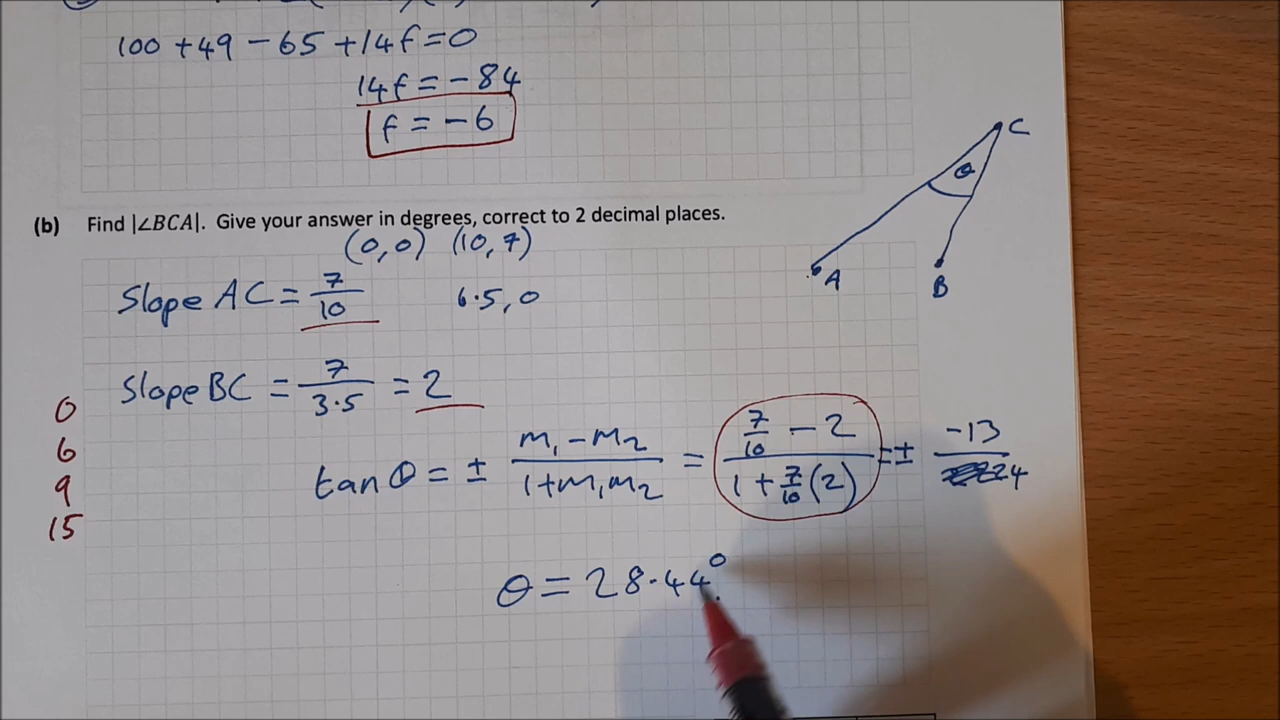 100 + 49 - 65 + 14f = 0
14f = -84
f = -6
C
θ
A
B
(b) Find |∠BCA|. Give your answer in degrees, correct to 2 decimal places.
(0, 0) (10, 7)
Slope AC = 7/10
6.5, 0
Slope BC = 7/3.5 = 2
0
6
9
15
tan θ = ± (m₁ - m₂)/(1 + m₁m₂) = (7/10 - 2)/(1 + 7/10(2)) = ± -13/24
θ = 28.44°